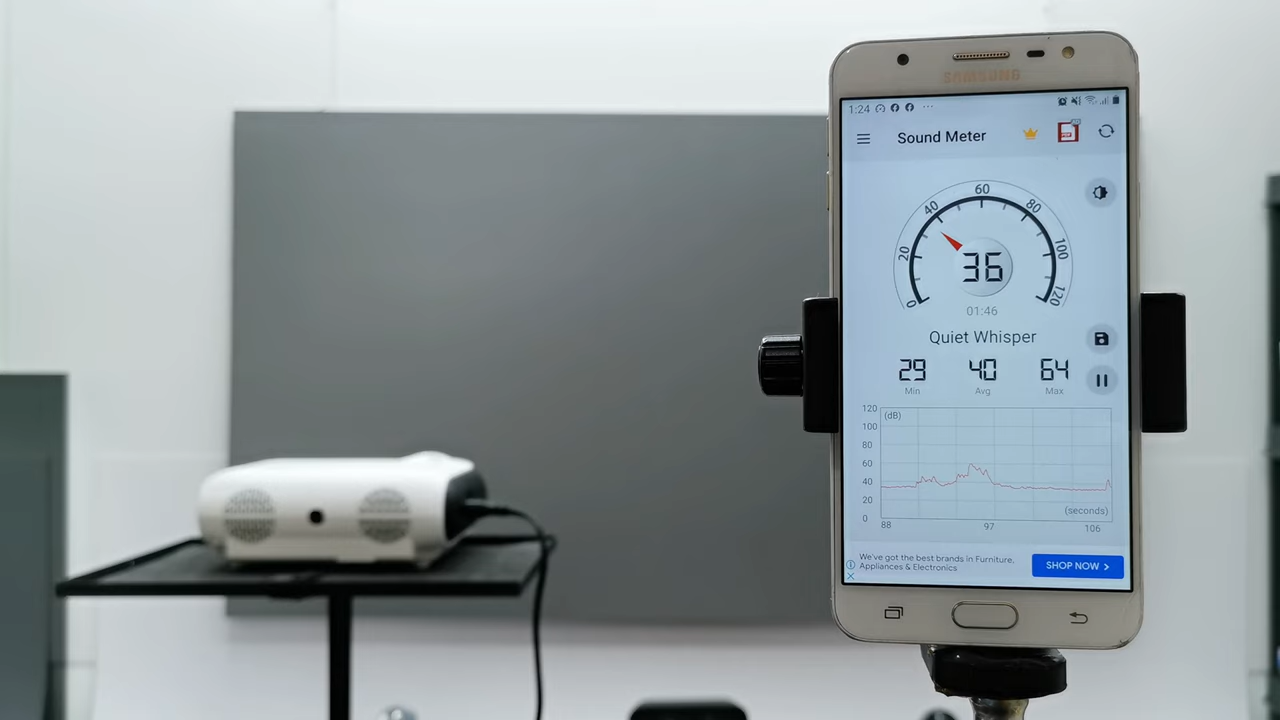 SAMSUNG
1:24
Sound Meter
0 20 40 60 80 100 120
36
01:46
Quiet Whisper
29 40 64
Min Avg Max
120 (dB)
100
80
60
40
20
0 (seconds)
88 97 106
We've got the best brands in Furniture,
Appliances & Electronics
SHOP NOW >